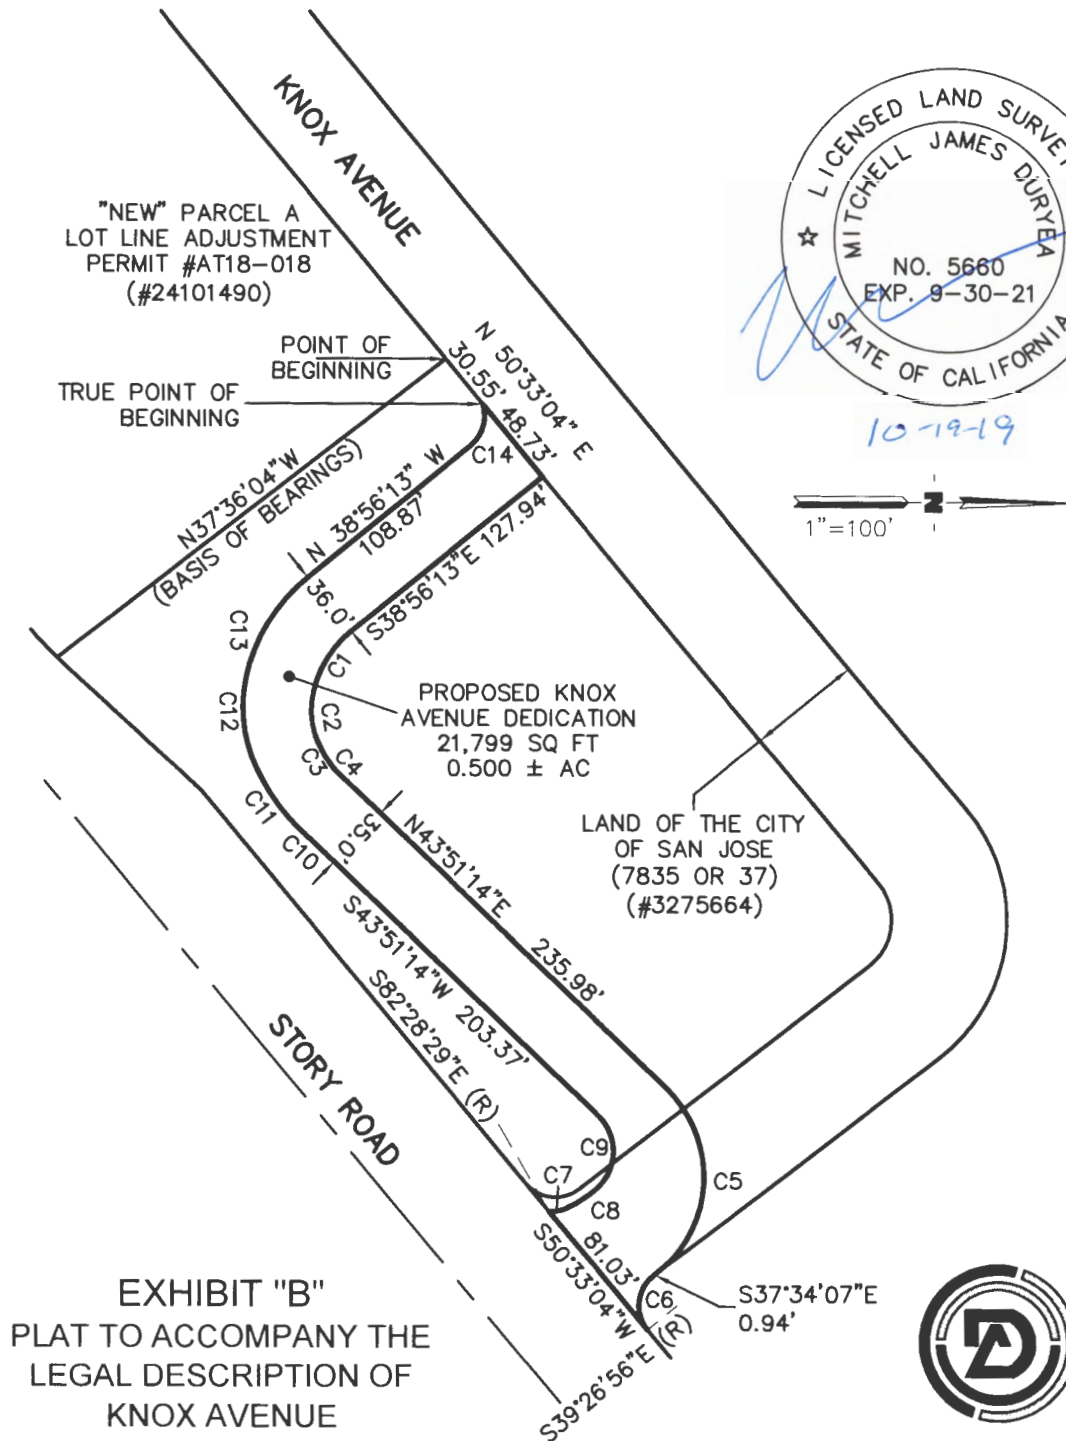 KNOX AVENUE
LICENSED LAND SURVEY
MITCHELL JAMES DURYEA
NO. 5660
EXP. 9-30-21
STATE OF CALIFORNIA
10-19-19
"NEW" PARCEL A
LOT LINE ADJUSTMENT
PERMIT #AT18-018
(#24101490)
POINT OF
BEGINNING
TRUE POINT OF
BEGINNING
N 50°33'04" E
30.55' 48.73'
C14
N
1"=100'
N37°36'04"W
(BASIS OF BEARINGS)
N 38°56'13" W
108.87'
S38°56'13"E 127.94'
36.0'
C13
C1
C12
C2
C3
C4
C11
C10
PROPOSED KNOX
AVENUE DEDICATION
21,799 SQ FT
0.500 ± AC
35.0'
N43°51'14"E
235.98'
LAND OF THE CITY
OF SAN JOSE
(7835 OR 37)
(#3275664)
S43°51'14"W 203.37'
S82°28'29"E (R)
STORY ROAD
C9
C7
C8
C5
81.03'
S50°33'04"W
C6
(R)
S37°34'07"E
0.94'
S39°26'56"E
EXHIBIT "B"
PLAT TO ACCOMPANY THE
LEGAL DESCRIPTION OF
KNOX AVENUE